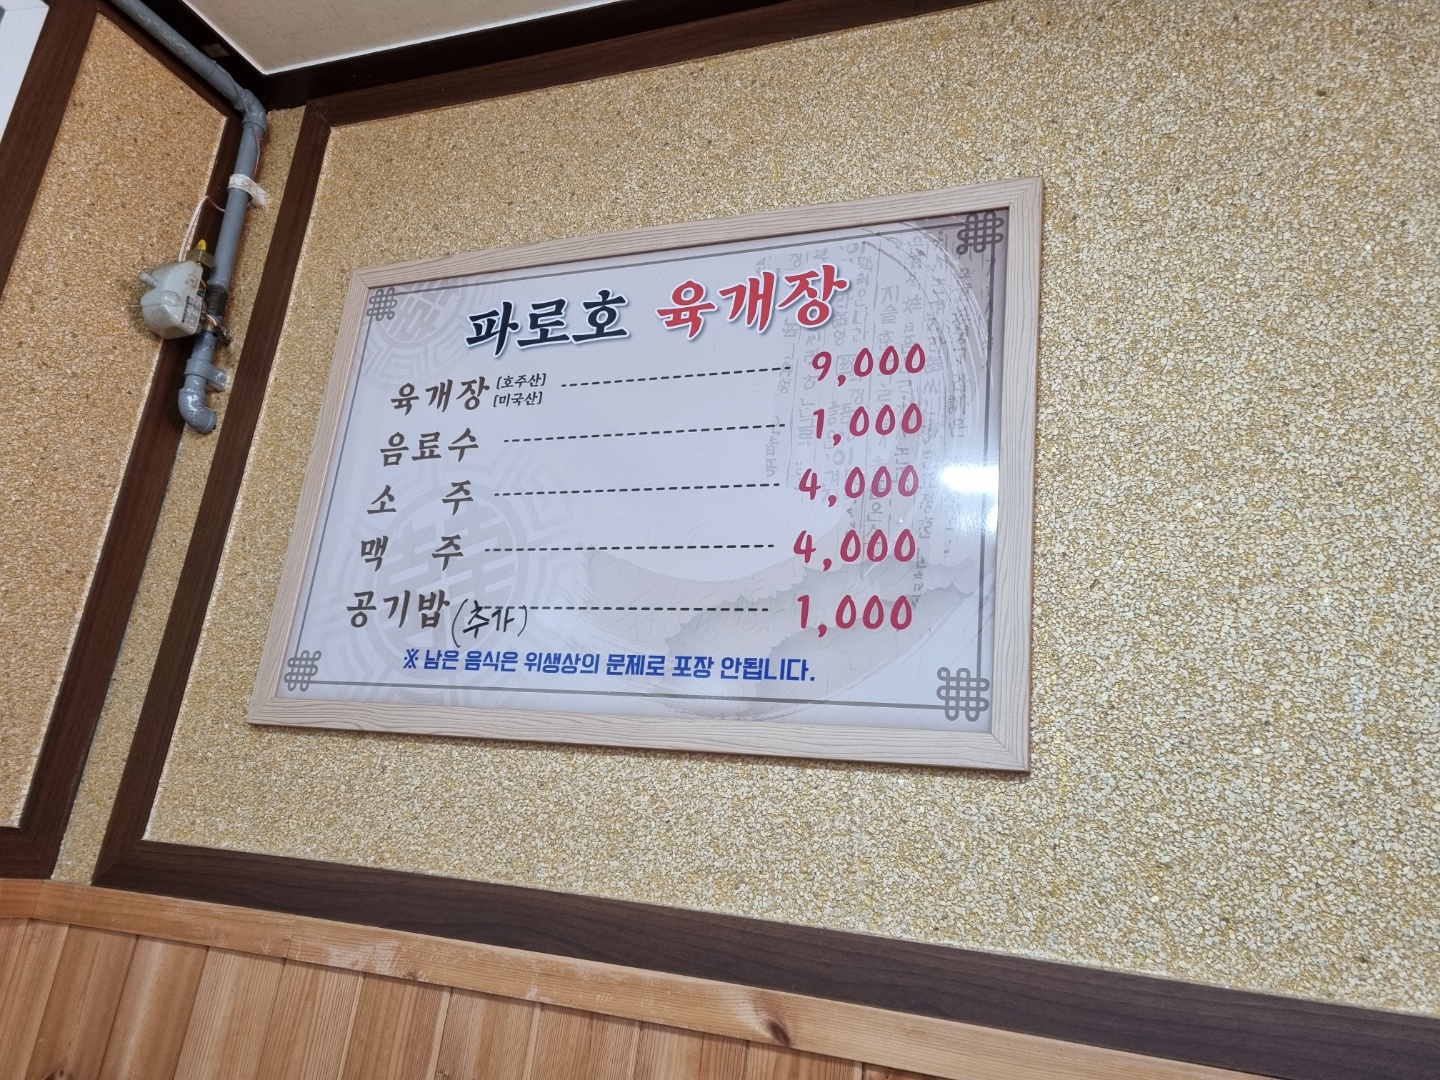 파로호 육개장
육개장 [호주산] [미국산] 9,000
음료수 1,000
소 주 4,000
맥 주 4,000
공기밥 (추가) 1,000
※ 남은 음식은 위생상의 문제로 포장 안됩니다.